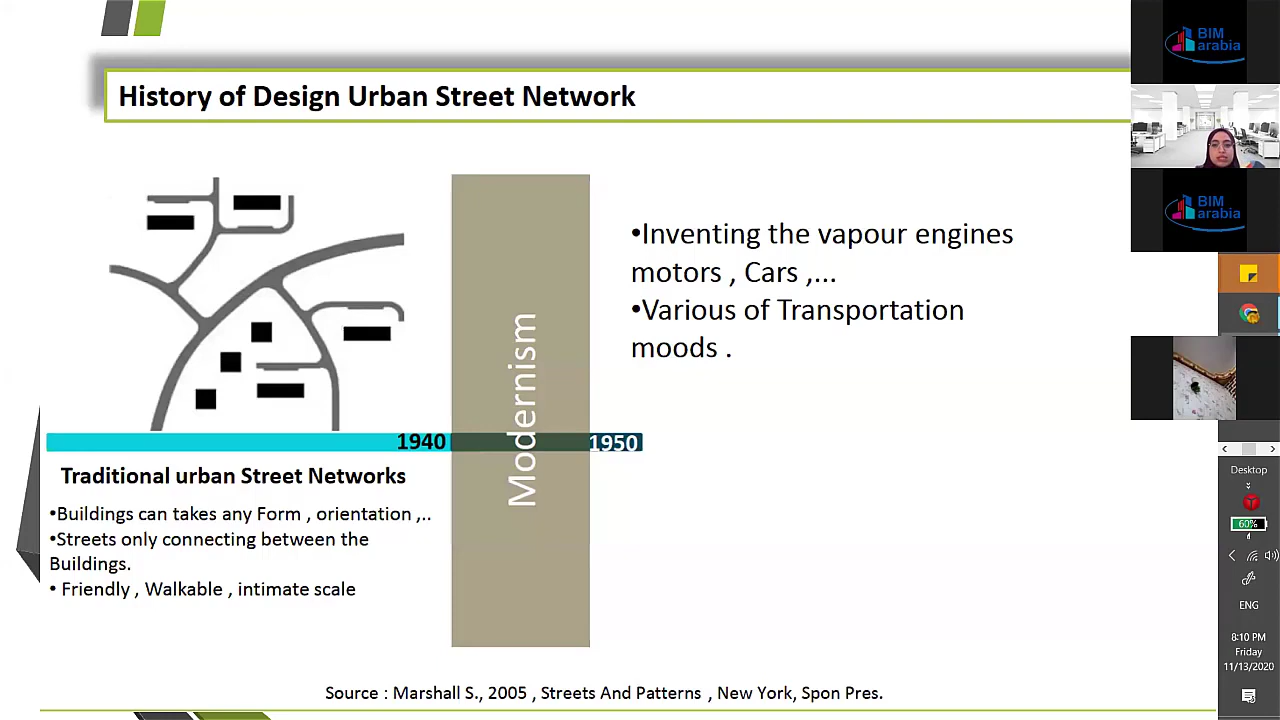 History of Design Urban Street Network
•Inventing the vapour engines
motors , Cars ,...
•Various of Transportation
moods .
Modernism
1940
1950
Traditional urban Street Networks
•Buildings can takes any Form , orientation ,..
•Streets only connecting between the
Buildings.
• Friendly , Walkable , intimate scale
Source : Marshall S., 2005 , Streets And Patterns , New York, Spon Pres.
BIM
arabia
BIM
arabia
Desktop
60%
ENG
8:10 PM
Friday
11/13/2020